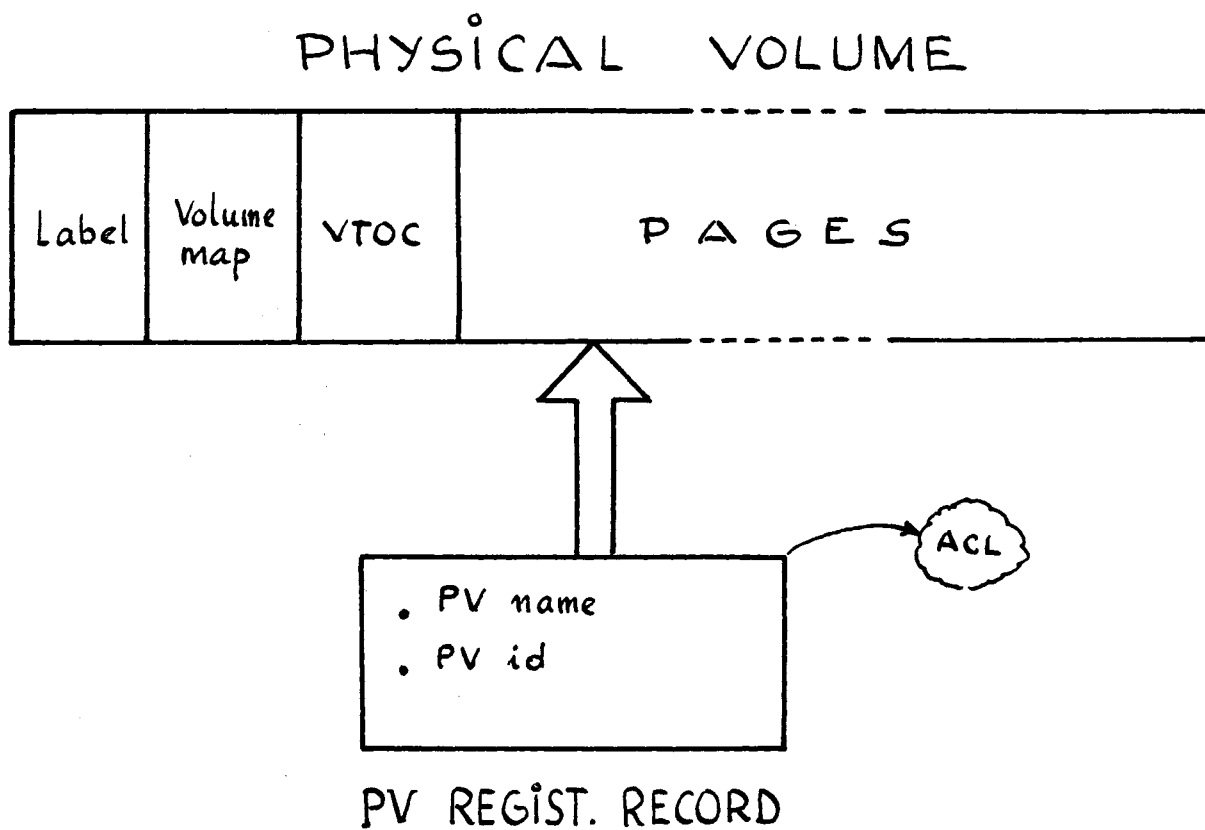 PHYSICAL VOLUME
Label
Volume
map
VTOC
PAGES
ACL
. PV name
. PV id
PV REGIST. RECORD